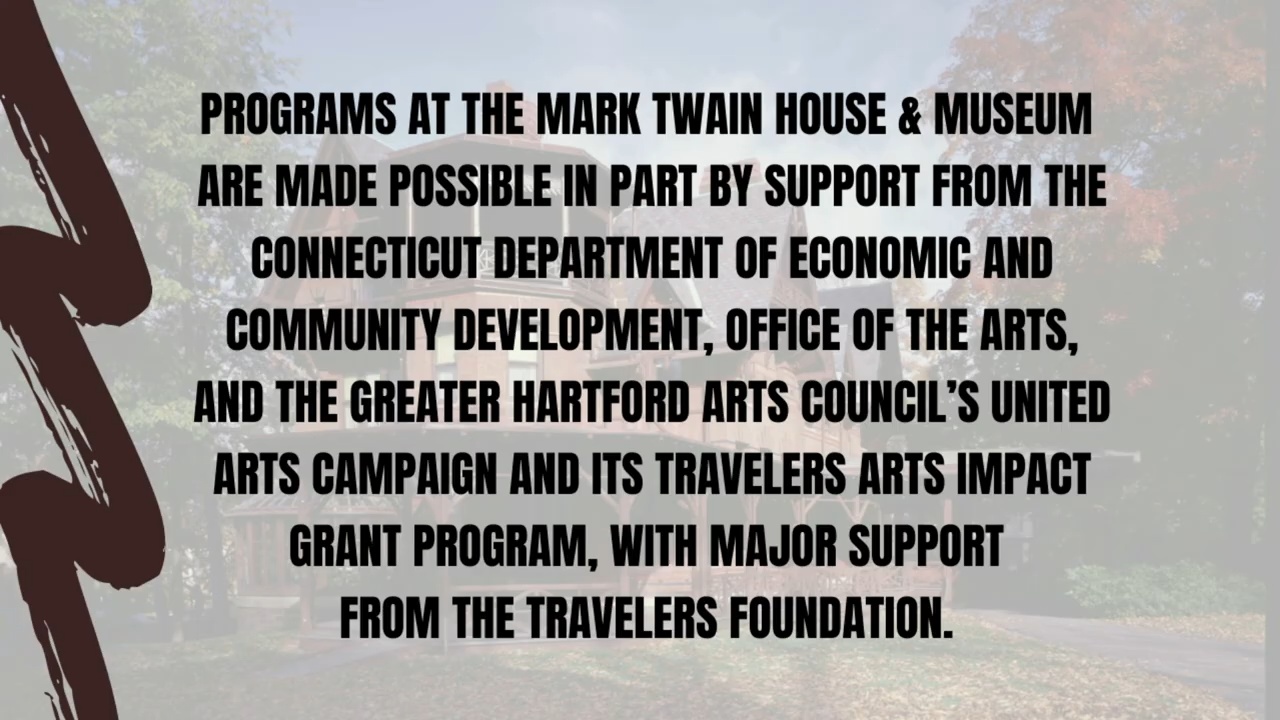 PROGRAMS AT THE MARK TWAIN HOUSE & MUSEUM
ARE MADE POSSIBLE IN PART BY SUPPORT FROM THE
CONNECTICUT DEPARTMENT OF ECONOMIC AND
COMMUNITY DEVELOPMENT, OFFICE OF THE ARTS,
AND THE GREATER HARTFORD ARTS COUNCIL’S UNITED
ARTS CAMPAIGN AND ITS TRAVELERS ARTS IMPACT
GRANT PROGRAM, WITH MAJOR SUPPORT
FROM THE TRAVELERS FOUNDATION.